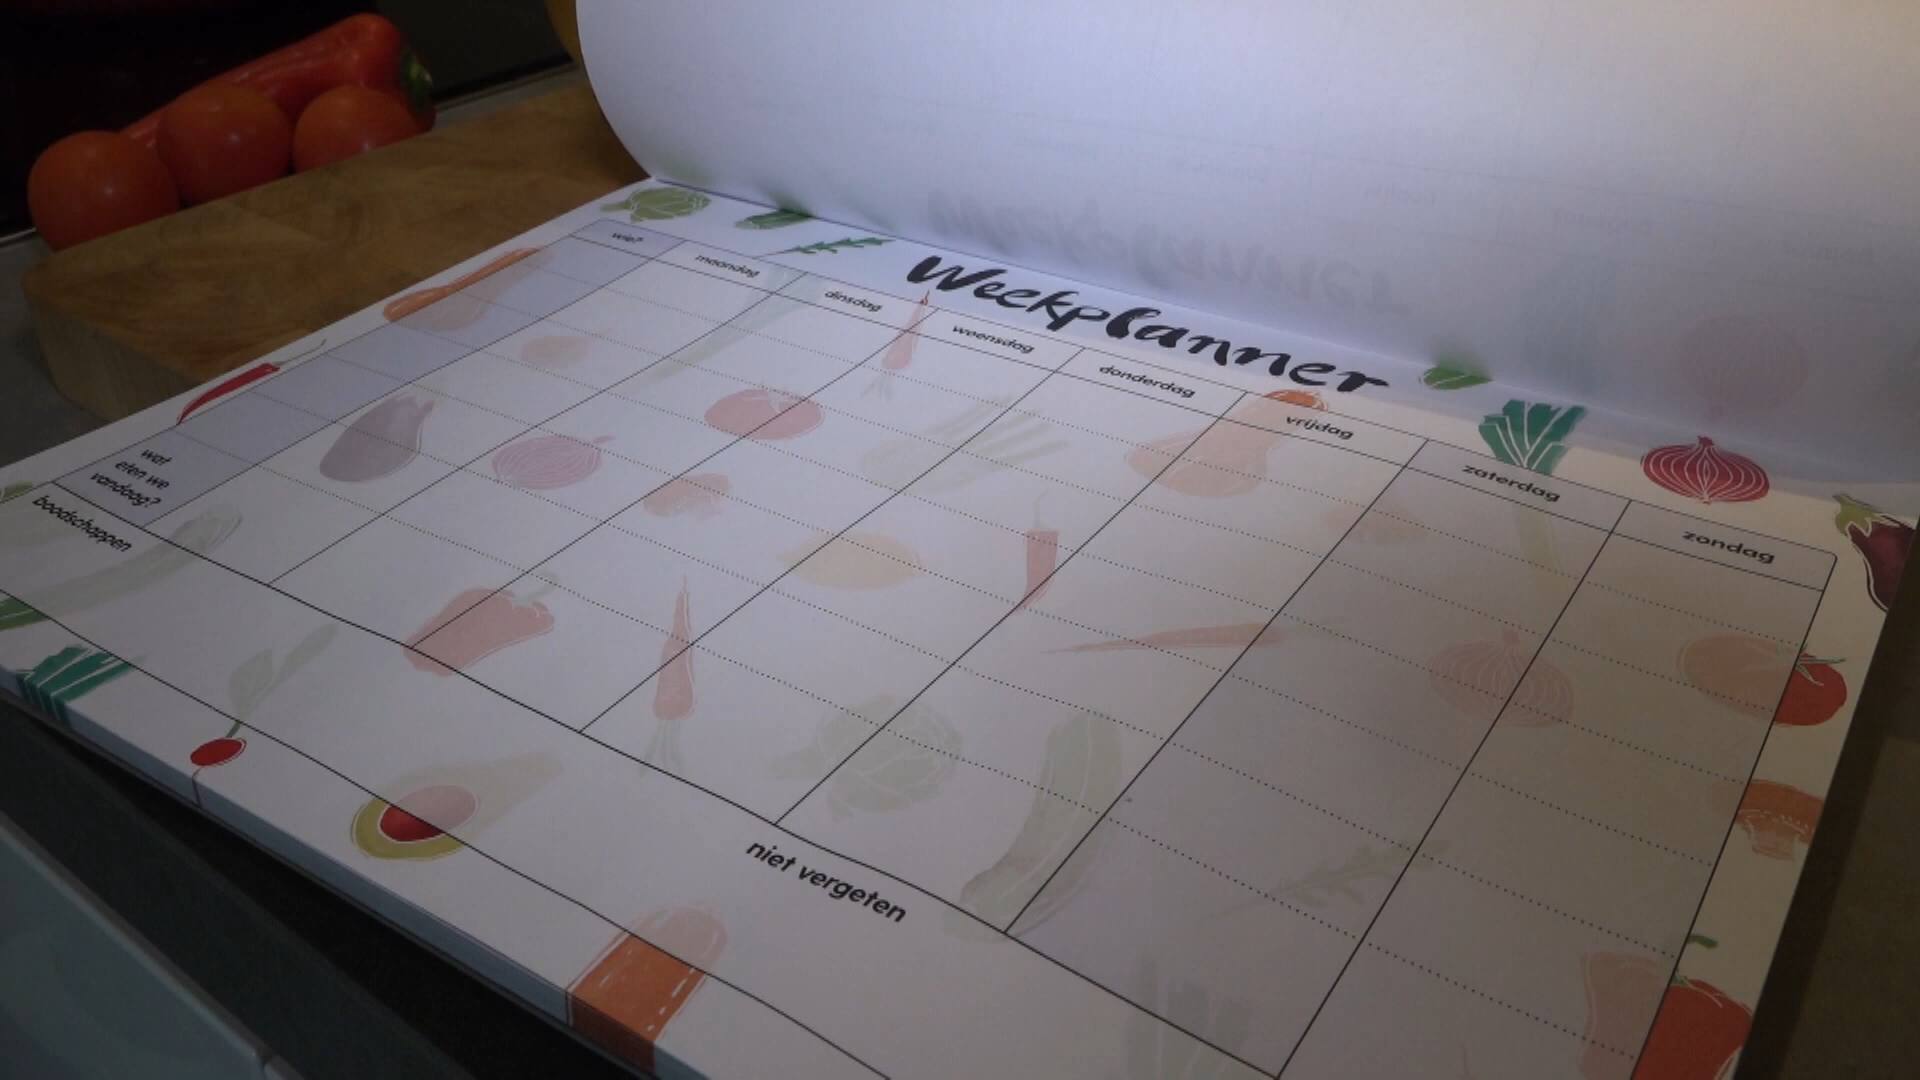 Weekplanner
wie?
maandag
dinsdag
woensdag
donderdag
vrijdag
zaterdag
zondag
wat
eten we
vandaag?
boodschappen
niet vergeten